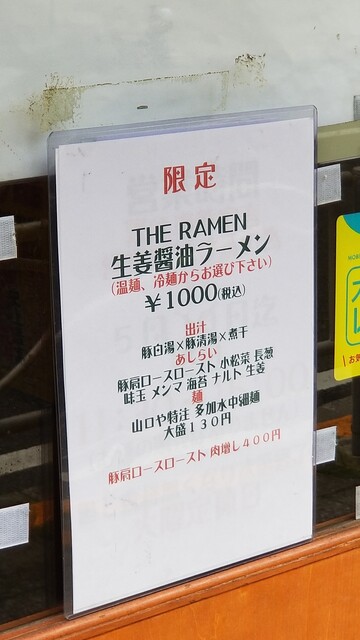 限定
THE RAMEN
生姜醤油ラーメン
(温麺、冷麺からお選び下さい)
￥1000(税込)
出汁
豚白湯×豚清湯×煮干
あしらい
豚肩ロースロースト 小松菜 長葱
味玉 メンマ 海苔 ナルト 生姜
麺
山口や特注 多加水中細麺
大盛１３０円
豚肩ロースロースト 肉増し４００円